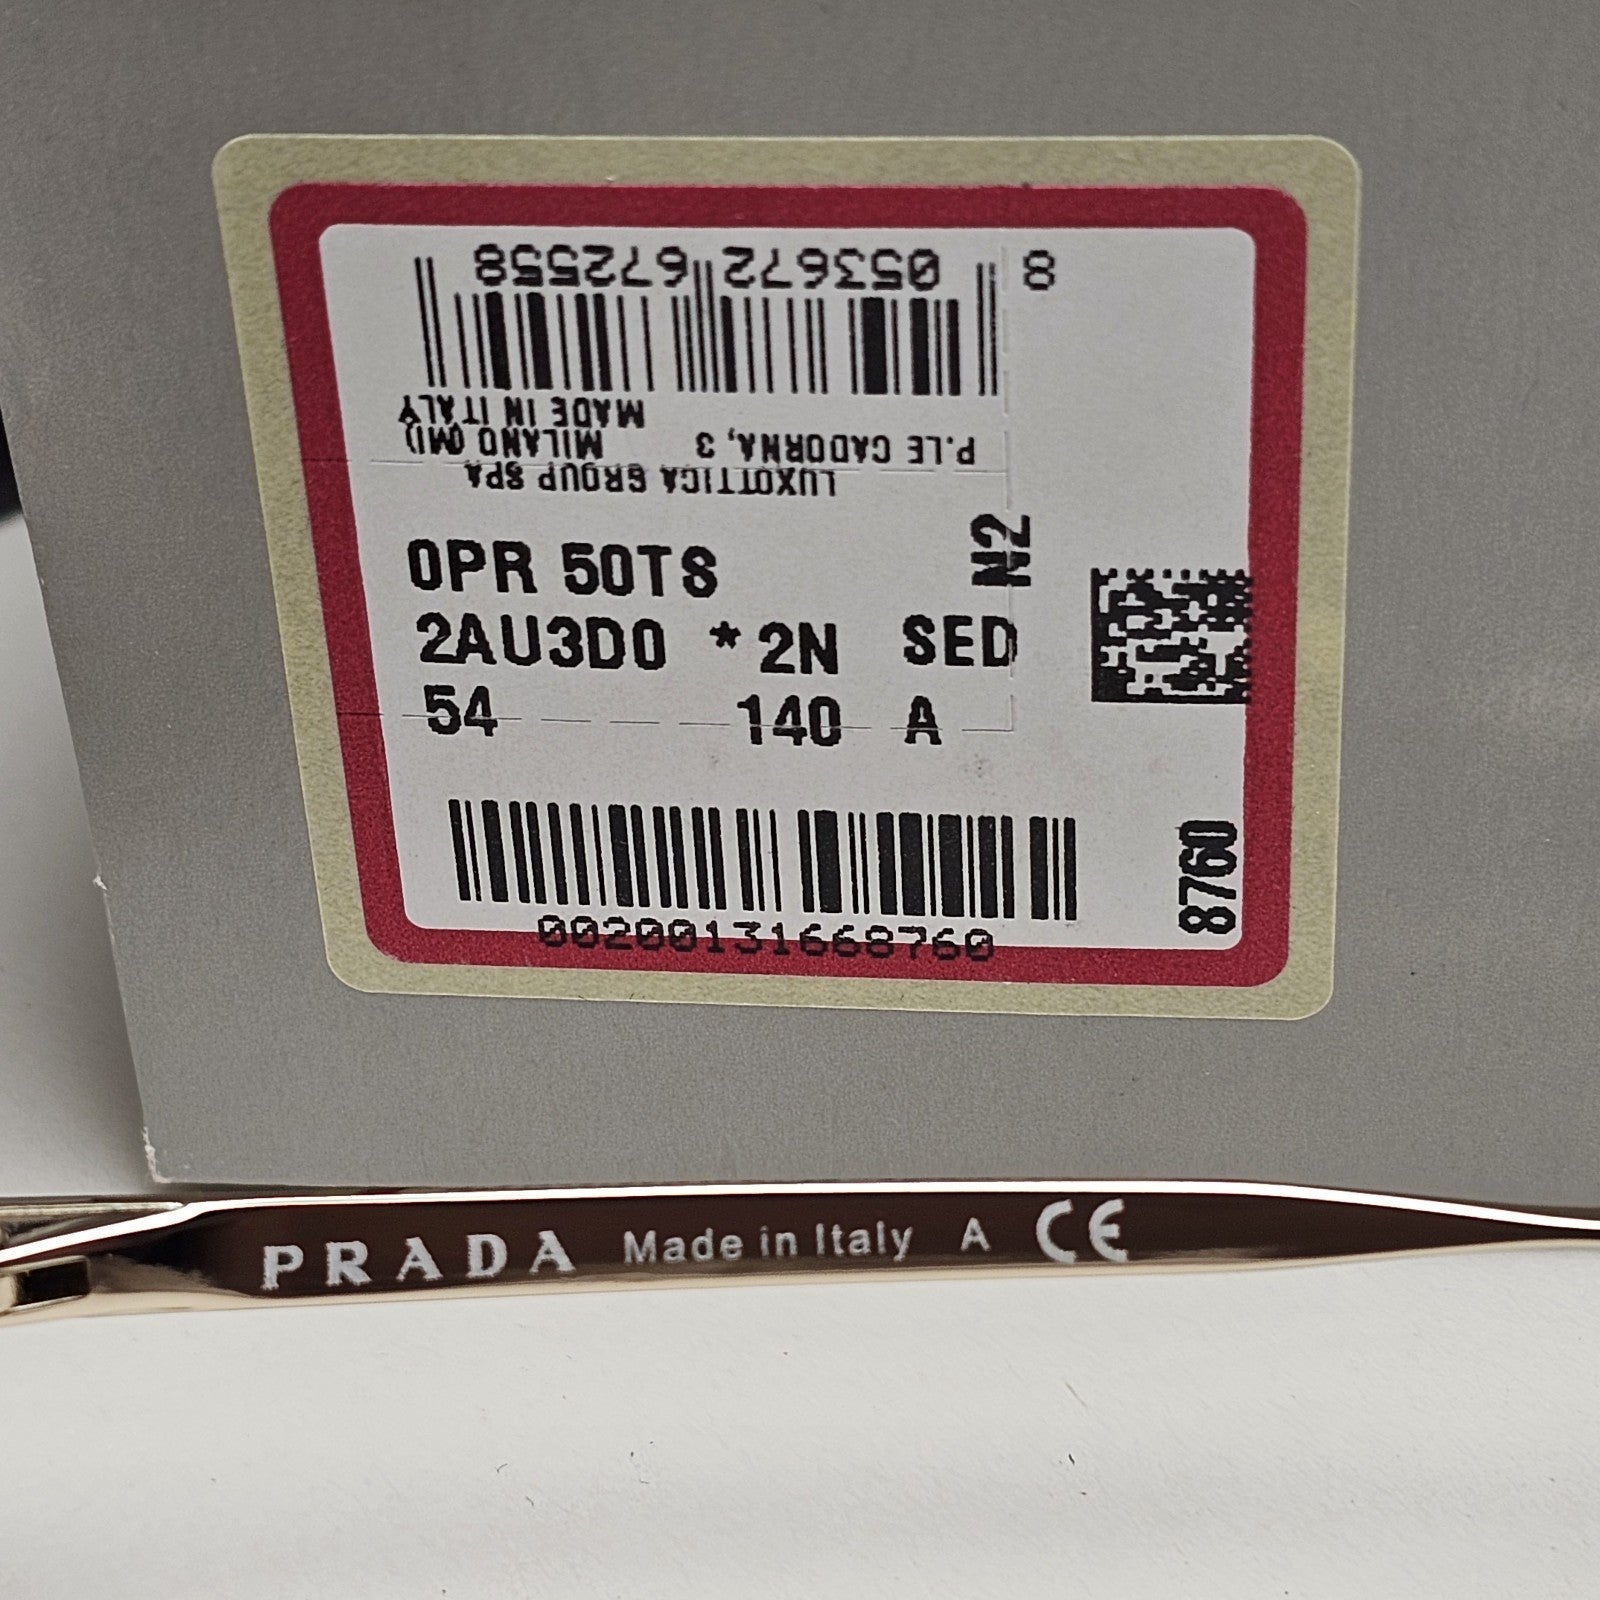 8 053672 672558
LUXOTTICA GROUP SPA
P.LE CADORNA, 3 MILANO (MI)
MADE IN ITALY
0PR 50TS
N2
2AU3D0 * 2N SED
54 140 A
8760
00200131668760
PRADA Made in Italy A CE